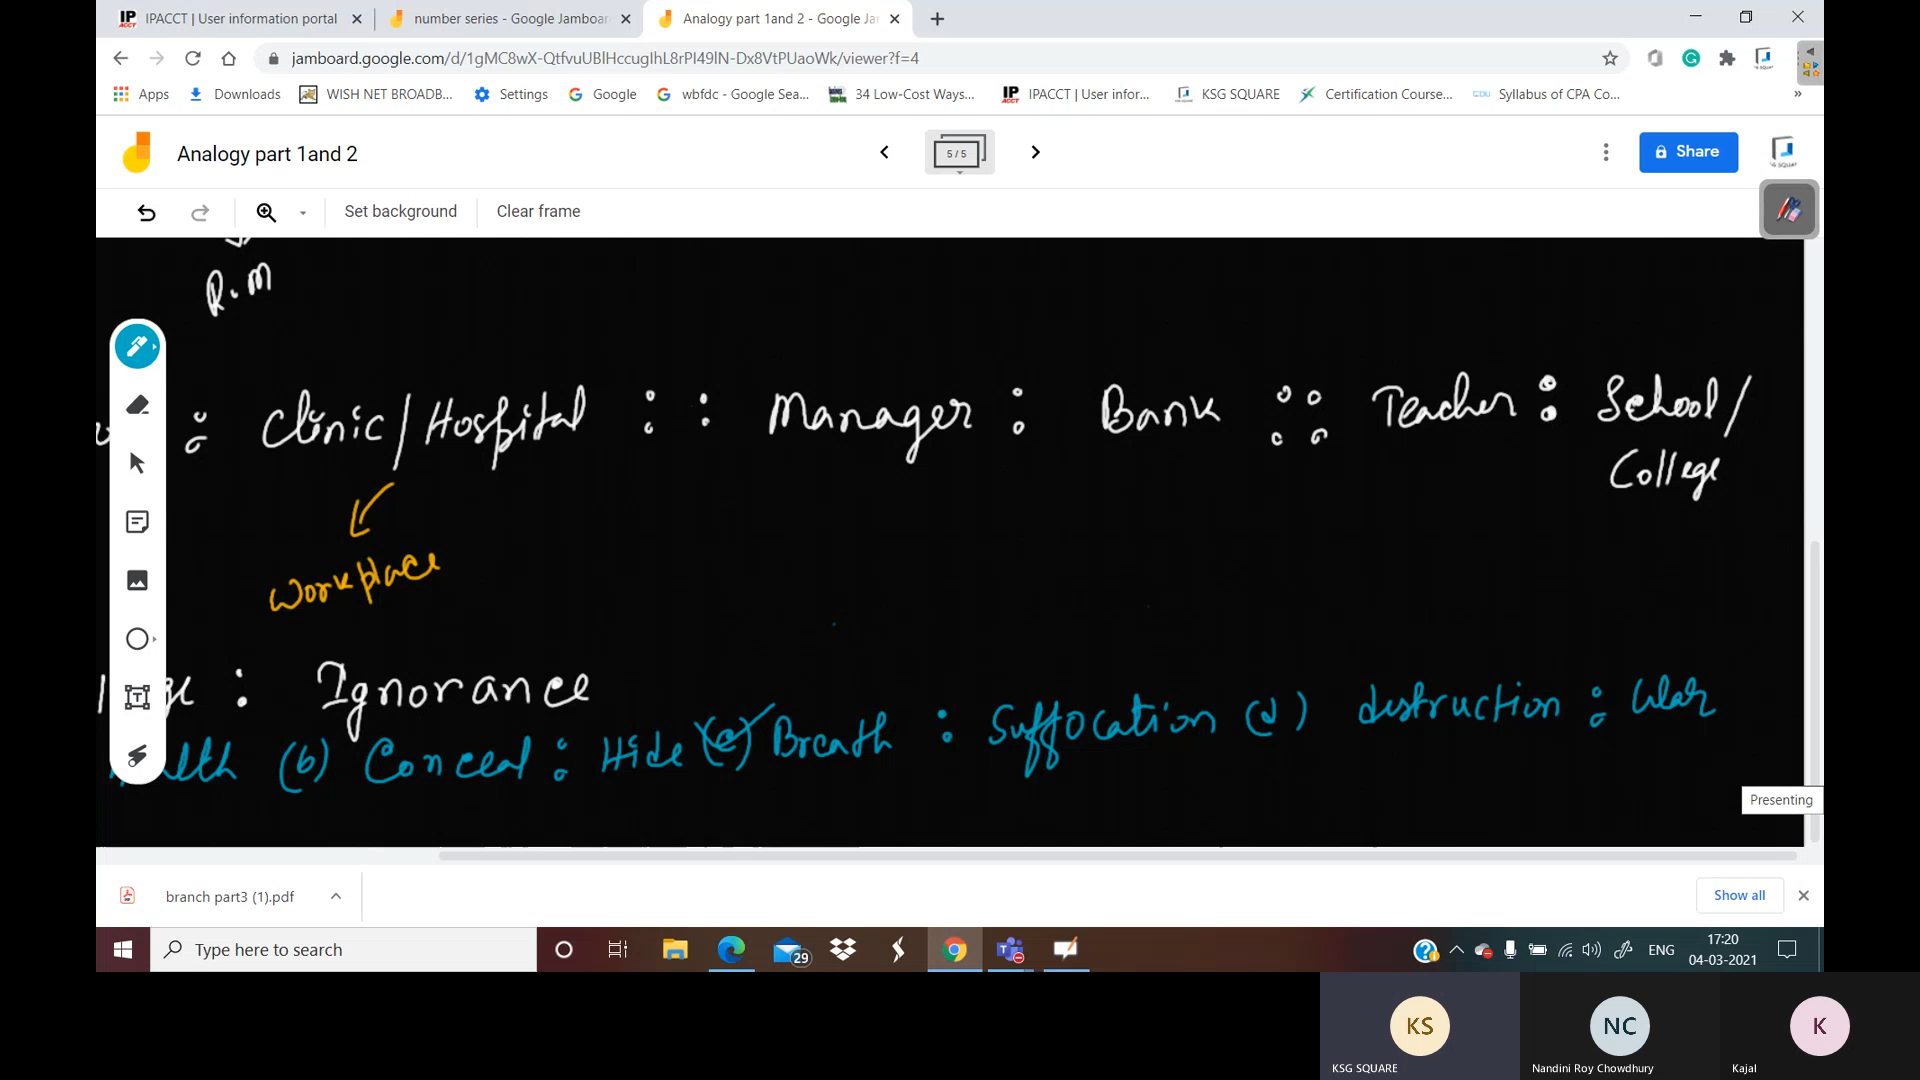 IPACCT | User information portal
number series - Google Jamboar
Analogy part 1and 2 - Google Ja
jamboard.google.com/d/1gMC8wX-QtfvuUBlHccugIhL8rPI49lN-Dx8VtPUaoWk/viewer?f=4
Apps Downloads WISH NET BROADB... Settings Google wbfdc - Google Sea... 34 Low-Cost Ways... IPACCT | User infor... KSG SQUARE Certification Course... Syllabus of CPA Co... »
Analogy part 1and 2
5 / 5
Share
Set background Clear frame
R.M
: Clinic/Hospital :: Manager : Bank :: Teacher : School/
College
Workplace
: Ignorance
(b) Conceal : Hide (c) Breath : Suffocation (d) destruction : War
Presenting
branch part3 (1).pdf
Show all
Type here to search
29
ENG
17:20
04-03-2021
KS
NC
K
KSG SQUARE
Nandini Roy Chowdhury
Kajal